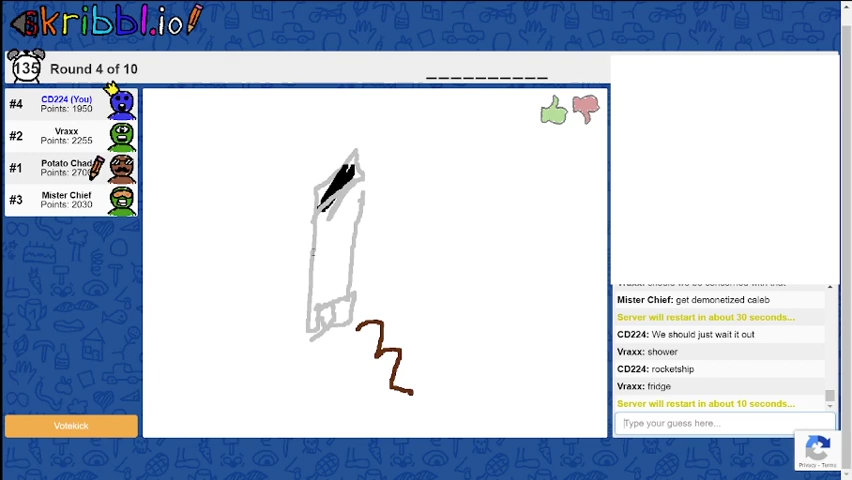 skribbl.io
135
Round 4 of 10
__________
#4
CD224 (You)
Points: 1950
#2
Vraxx
Points: 2255
#1
Potato Chad
Points: 2700
#3
Mister Chief
Points: 2030
Votekick
Mister Chief: get demonetized caleb
Server will restart in about 30 seconds...
CD224: We should just wait it out
Vraxx: shower
CD224: rocketship
Vraxx: fridge
Server will restart in about 10 seconds...
Type your guess here...
Privacy - Terms